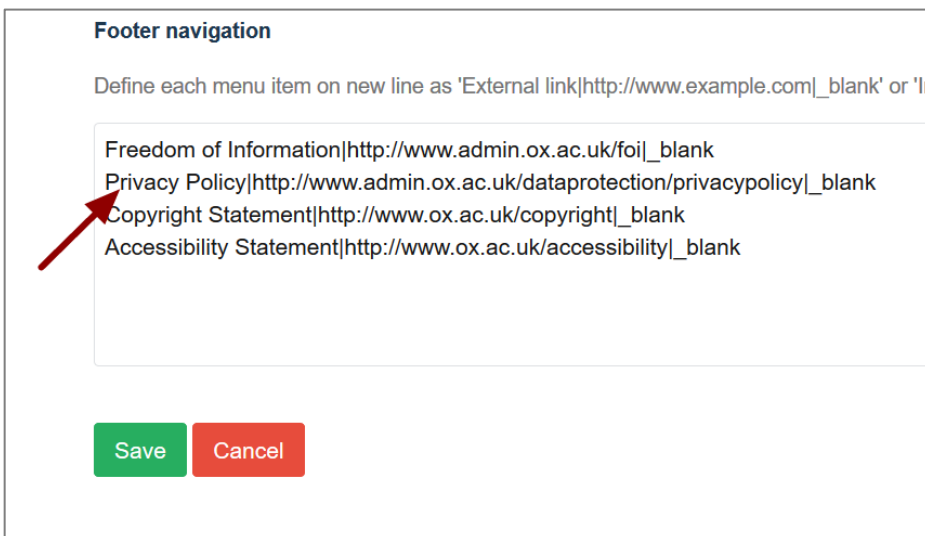 Footer navigation
Define each menu item on new line as 'External link|http://www.example.com|_blank' or
Freedom of Information|http://www.admin.ox.ac.uk/foi|_blank
Privacy Policy|http://www.admin.ox.ac.uk/dataprotection/privacypolicy|_blank
Copyright Statement|http://www.ox.ac.uk/copyright|_blank
Accessibility Statement|http://www.ox.ac.uk/accessibility|_blank
Save Cancel